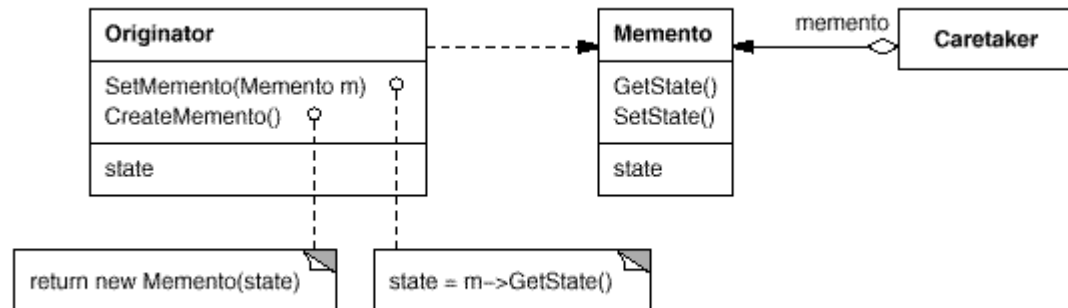 Originator
SetMemento(Memento m)
CreateMemento()
state
Memento
GetState()
SetState()
state
memento
Caretaker
return new Memento(state)
state = m->GetState()